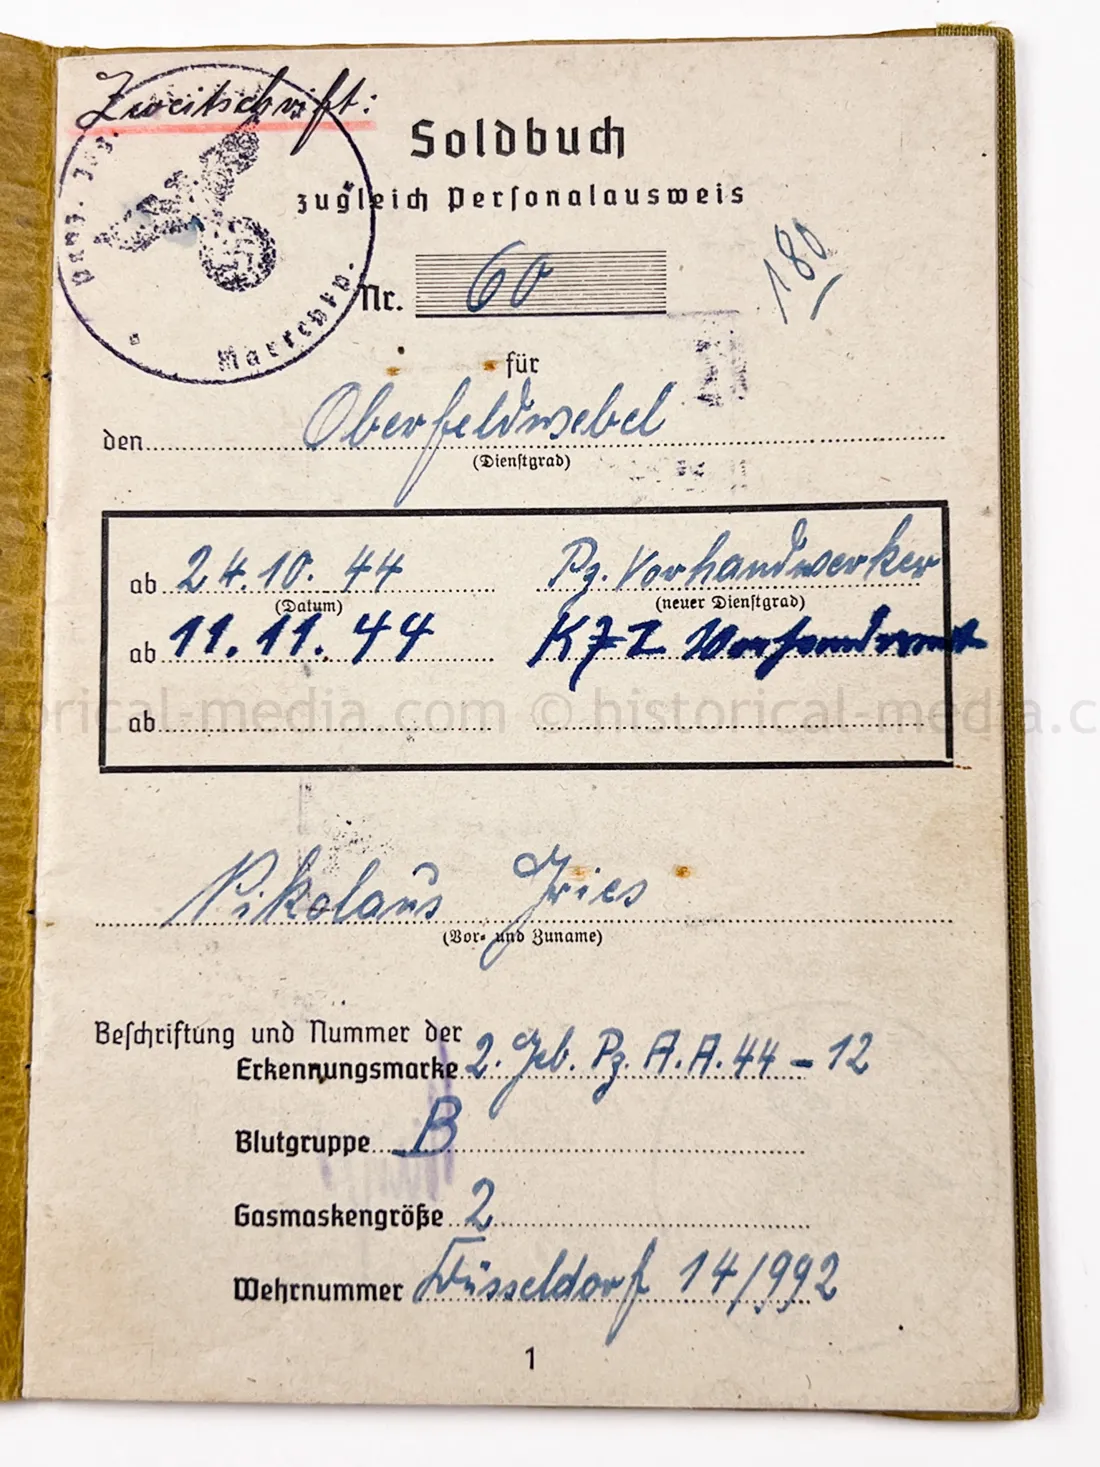 Zweitschrift:
Soldbuch
zugleich Personalausweis
Nr. 60
180
für
den Oberfeldwebel
(Dienstgrad)
ab 24.10.44 Pz. Vorhandwerker
(Datum) (neuer Dienstgrad)
ab 11.11.44
ab
historical-media.com © historical-media.c
Nikolaus Gries
(Vor- und Zuname)
Beschriftung und Nummer der
Erkennungsmarke 2. Geb. Pz. A.A. 44 - 12
Blutgruppe B
Gasmaskengröße 2
Wehrnummer Düsseldorf 14/992
1